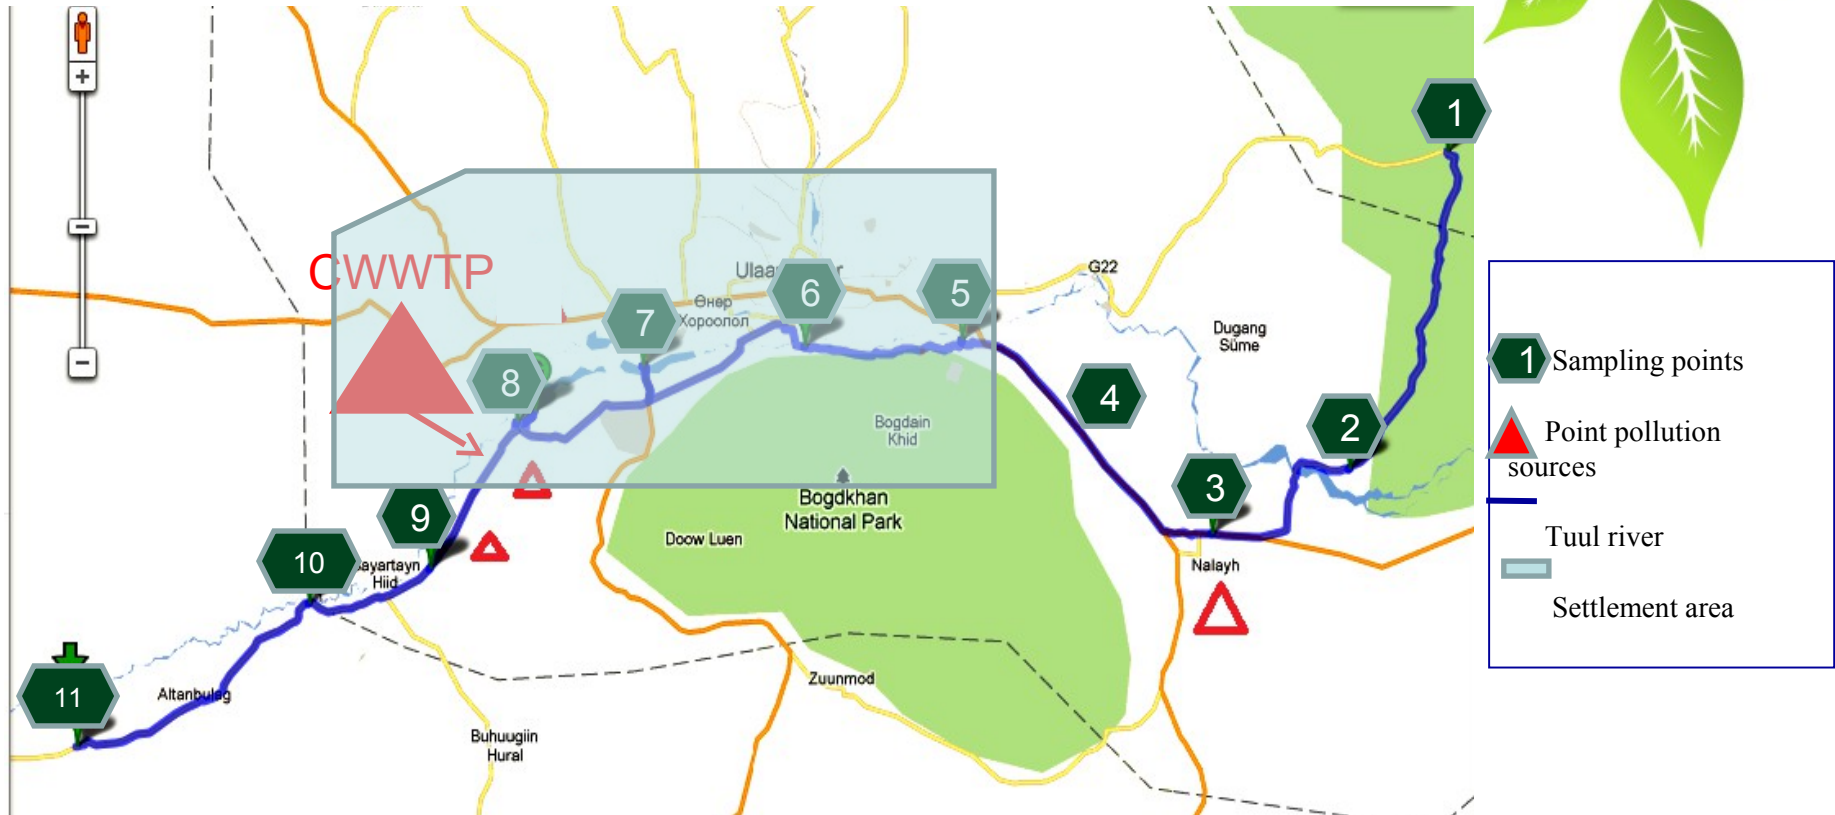 1
G22
CWWTP
6
5
Өнөр
Хороопол
7
Dugang
Süme
1 Sampling points
8
4
2
Bogdain
Khid
Point pollution
sources
3
Bogdkhan
National Park
9
Doow Luen
Tuul river
10
Hiid
Nalayh
Settlement area
11
Zuunmod
Altanbulag
Buhuugiin
Hural